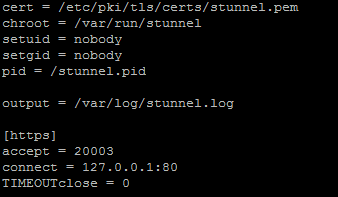 cert = /etc/pki/tls/certs/stunnel.pem
chroot = /var/run/stunnel
setuid = nobody
setgid = nobody
pid = /stunnel.pid
output = /var/log/stunnel.log
[https]
accept = 20003
connect = 127.0.0.1:80
TIMEOUTclose = 0